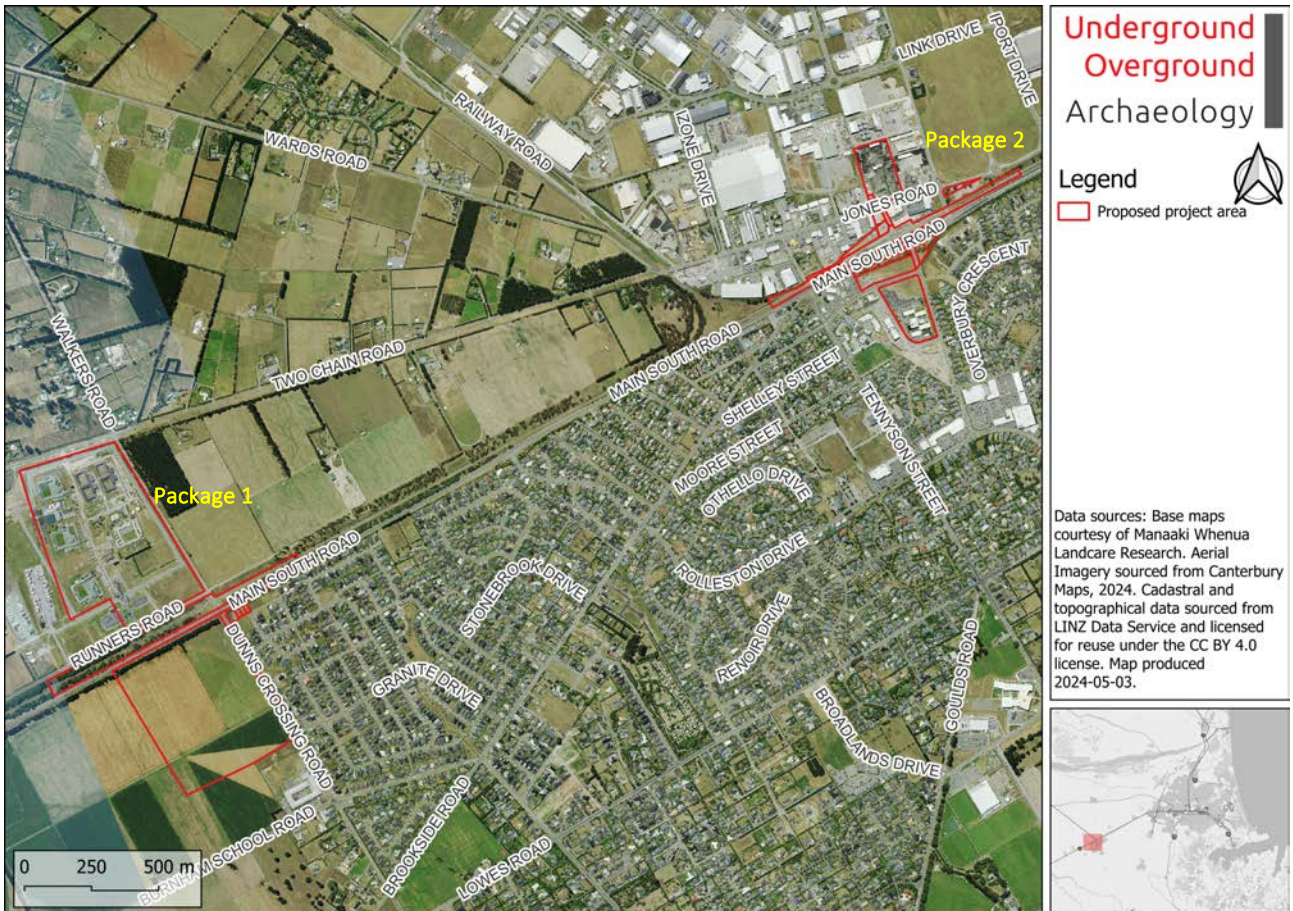 LINK DRIVE
IPORT DRIVE
RAILWAY ROAD
IZONE DRIVE
Package 2
WARDS ROAD
JONES ROAD
MAIN SOUTH ROAD
OVERBURY CRESCENT
WALKERS ROAD
TWO CHAIN ROAD
MAIN SOUTH ROAD
SHELLEY STREET
TENNYSON STREET
MOORE STREET
OTHELLO DRIVE
Package 1
MAIN SOUTH ROAD
ROLLESTON DRIVE
STONEBROOK DRIVE
RUNNERS ROAD
DUNNS CROSSING ROAD
GRANITE DRIVE
RENOIR DRIVE
GOULDS ROAD
BROADLANDS DRIVE
BROOKSIDE ROAD
BURNHAM SCHOOL ROAD
LOWES ROAD
0 250 500 m
Underground
Overground
Archaeology
Legend
Proposed project area
Data sources: Base maps
courtesy of Manaaki Whenua
Landcare Research. Aerial
Imagery sourced from Canterbury
Maps, 2024. Cadastral and
topographical data sourced from
LINZ Data Service and licensed
for reuse under the CC BY 4.0
license. Map produced
2024-05-03.